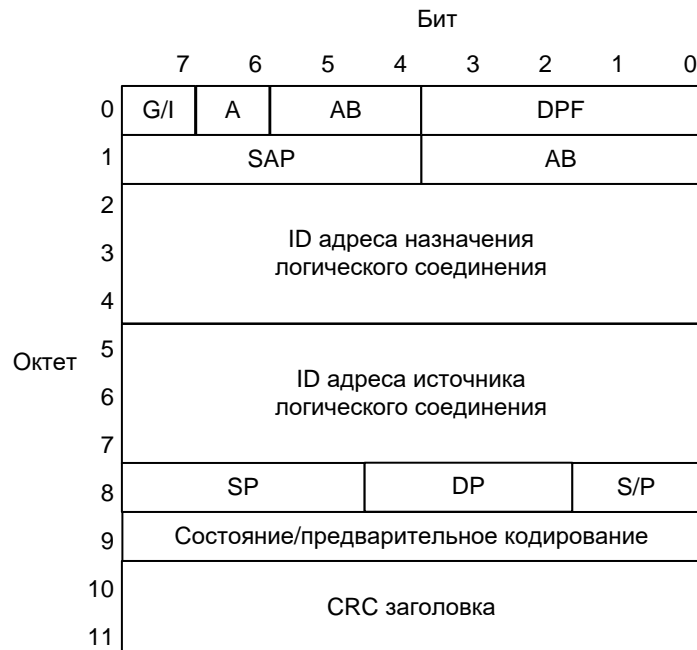 Бит
7 6 5 4 3 2 1 0
0 G/I A AB DPF
1 SAP AB
2
3 ID адреса назначения
логического соединения
4
Октет
5
6 ID адреса источника
логического соединения
7
8 SP DP S/P
9 Состояние/предварительное кодирование
10
CRC заголовка
11